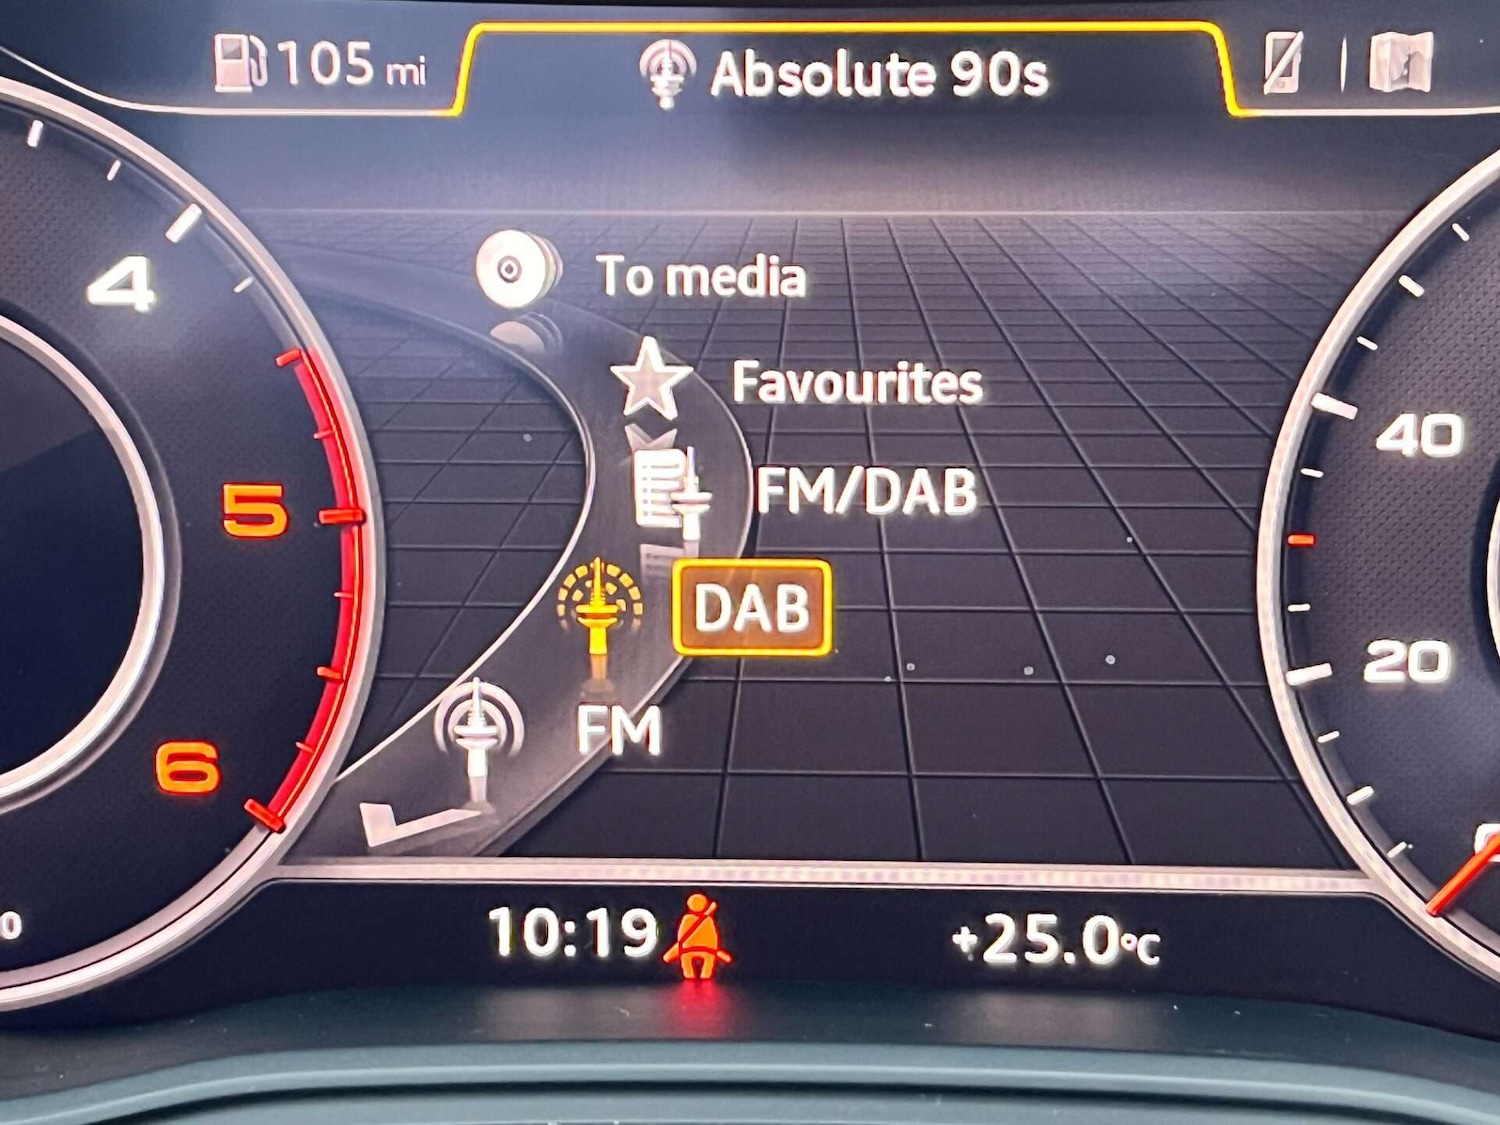 105 mi
Absolute 90s
To media
Favourites
FM/DAB
DAB
FM
4
5
6
40
20
10:19
+25.0°C